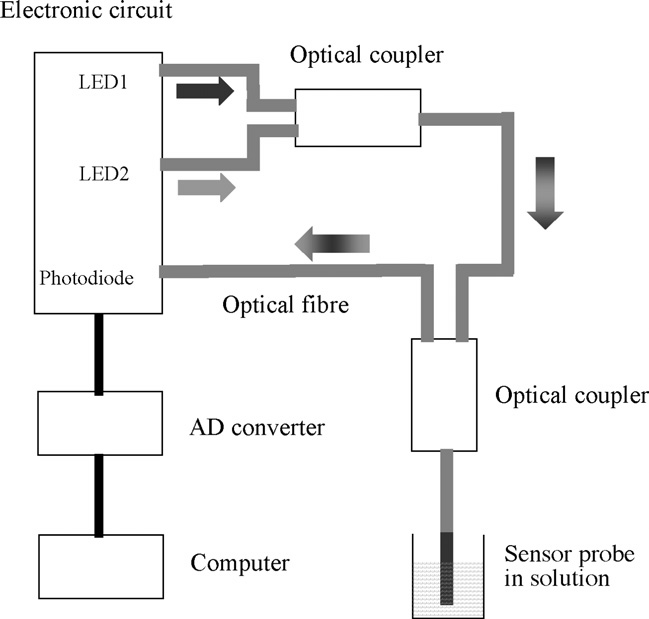 Electronic circuit
LED1
Optical coupler
LED2
Photodiode
Optical fibre
Optical coupler
AD converter
Computer
Sensor probe
in solution